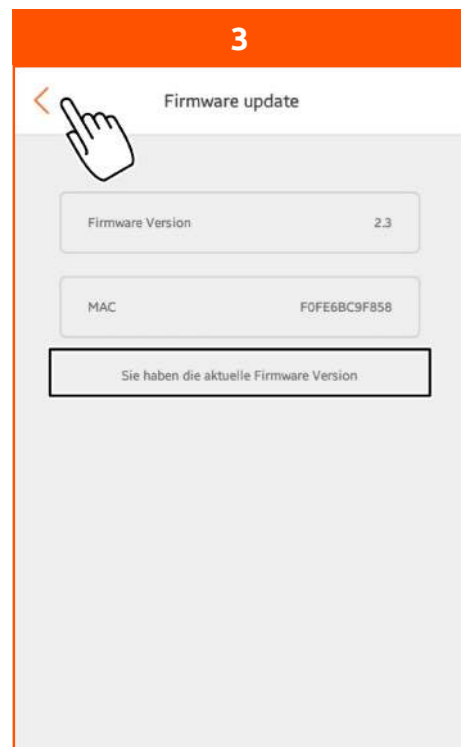 3
Firmware update
Firmware Version 2.3
MAC F0FE6BC9F858
Sie haben die aktuelle Firmware Version